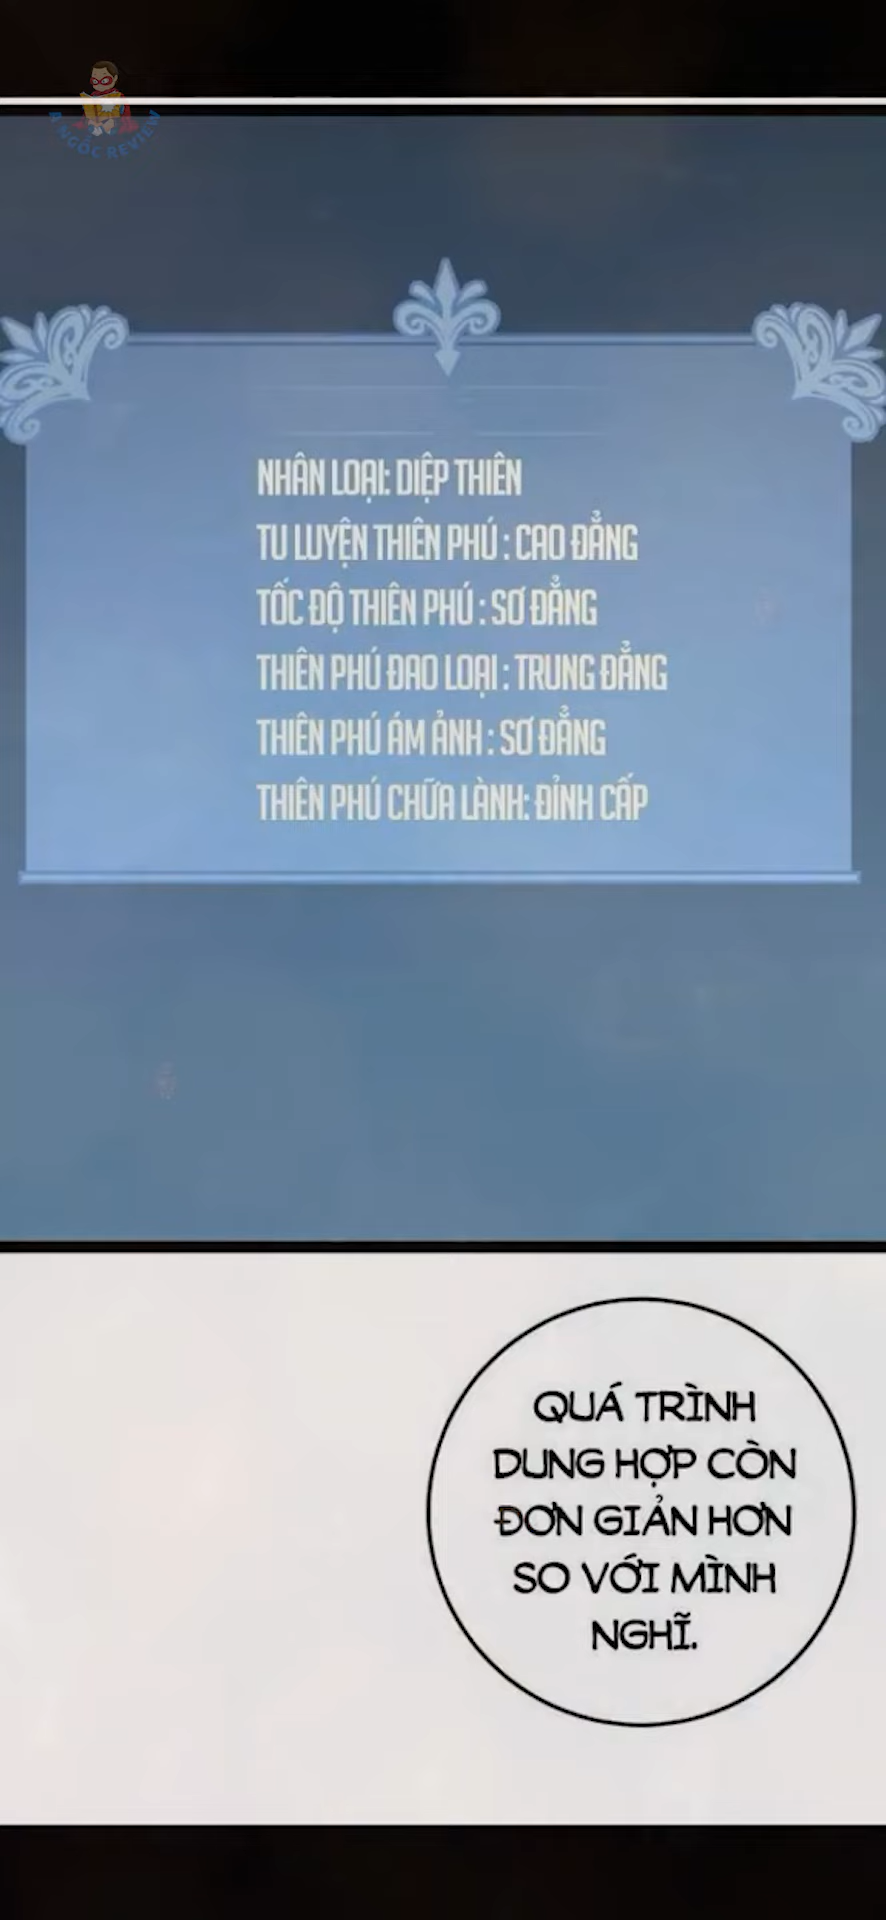 A NGỐC REVIEW
NHÂN LOẠI: DIỆP THIÊN
TU LUYỆN THIÊN PHÚ : CAO ĐẲNG
TỐC ĐỘ THIÊN PHÚ : SƠ ĐẲNG
THIÊN PHÚ ĐAO LOẠI : TRUNG ĐẲNG
THIÊN PHÚ ÁM ẢNH : SƠ ĐẲNG
THIÊN PHÚ CHỮA LÀNH: ĐỈNH CẤP
QUÁ TRÌNH
DUNG HỢP CÒN
ĐƠN GIẢN HƠN
SO VỚI MÌNH
NGHĨ.